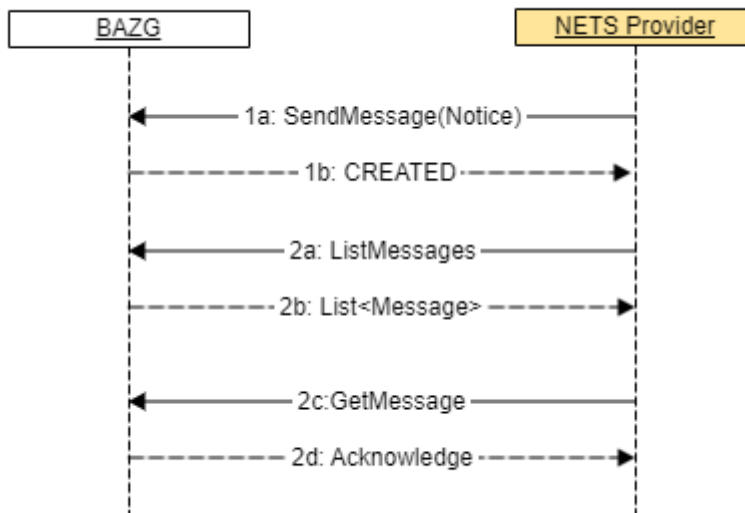 BAZG
NETS Provider
1a: SendMessage(Notice)
1b: CREATED
2a: ListMessages
2b: List<Message>
2c:GetMessage
2d: Acknowledge